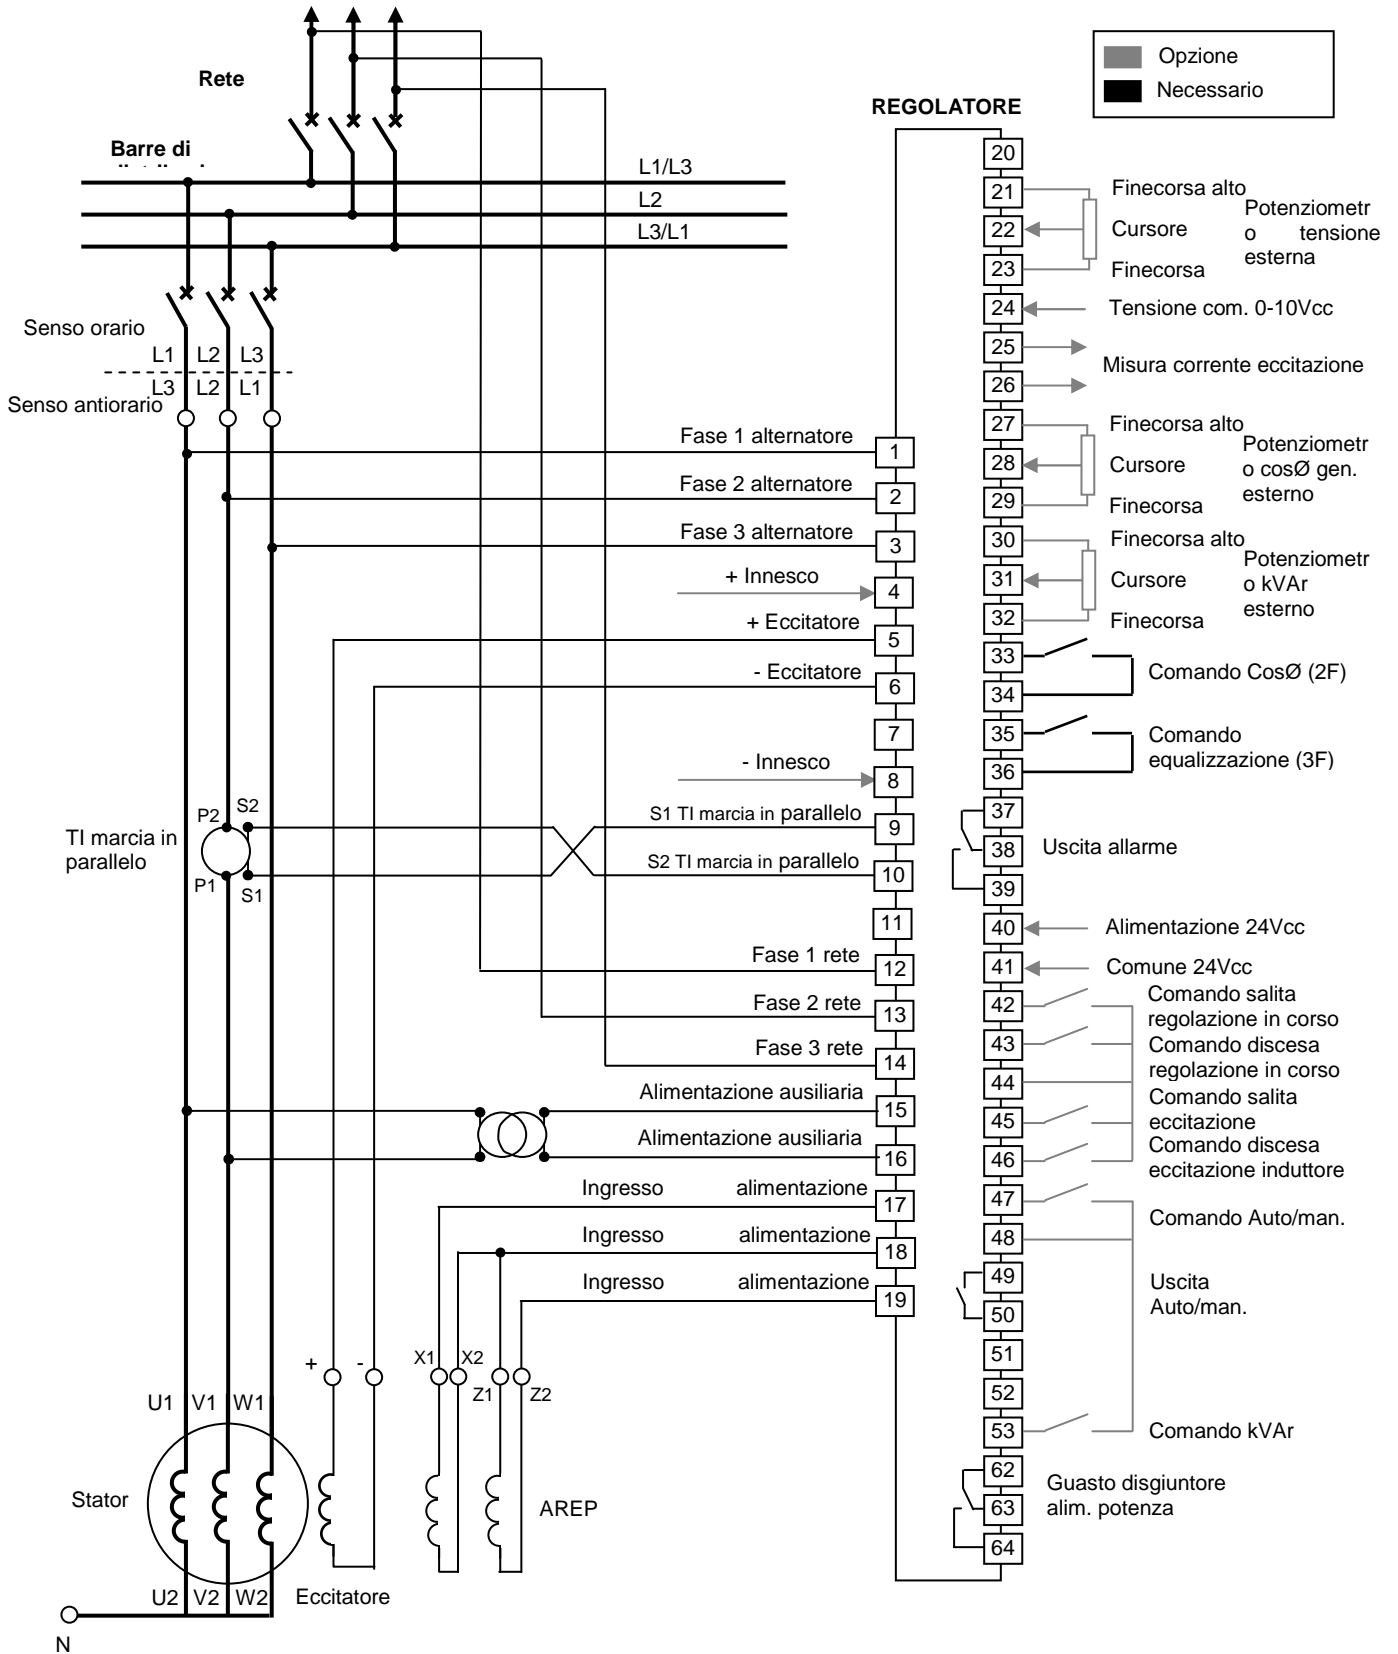 Opzione
Necessario
Rete
REGOLATORE
Barre di
L1/L3
L2
L3/L1
Senso orario
L1 L2 L3
L3 L2 L1
Senso antiorario
Fase 1 alternatore
1
Fase 2 alternatore
2
Fase 3 alternatore
3
+ Innesco
4
+ Eccitatore
5
- Eccitatore
6
7
- Innesco
8
TI marcia in
parallelo
P2 S2
P1 S1
S1 TI marcia in parallelo
9
S2 TI marcia in parallelo
10
11
Fase 1 rete
12
Fase 2 rete
13
Fase 3 rete
14
Alimentazione ausiliaria
15
Alimentazione ausiliaria
16
Ingresso alimentazione
17
Ingresso alimentazione
18
Ingresso alimentazione
19
20
21
Finecorsa alto
22
Cursore
23
Finecorsa
Potenziometr
o tensione
esterna
24
Tensione com. 0-10Vcc
25
26
Misura corrente eccitazione
27
Finecorsa alto
28
Cursore
29
Finecorsa
Potenziometr
o cosØ gen.
esterno
30
Finecorsa alto
31
Cursore
32
Finecorsa
Potenziometr
o kVAr
esterno
33
34
Comando CosØ (2F)
35
36
Comando
equalizzazione (3F)
37
38
39
Uscita allarme
40
Alimentazione 24Vcc
41
Comune 24Vcc
42
Comando salita
regolazione in corso
43
Comando discesa
regolazione in corso
44
45
Comando salita
eccitazione
46
Comando discesa
eccitazione induttore
47
48
Comando Auto/man.
49
50
Uscita
Auto/man.
51
52
53
Comando kVAr
62
63
64
Guasto disgiuntore
alim. potenza
+ -
X1 X2
Z1 Z2
U1 V1 W1
Stator
AREP
U2 V2 W2
Eccitatore
N